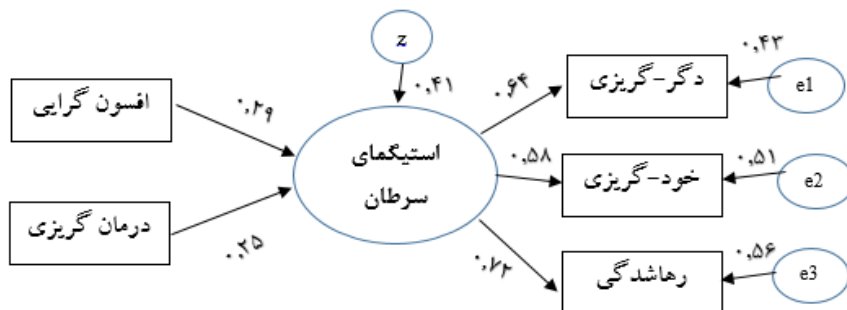 z
۰,۴۱
افسون گرایی
۰,۲۹
درمان گریزی
۰,۲۵
استیگمای
سرطان
۰,۶۴
دگر-گریزی
۰,۴۳
e1
۰,۵۸
خود-گریزی
۰,۵۱
e2
۰,۷۲
رهاشدگی
۰,۵۶
e3